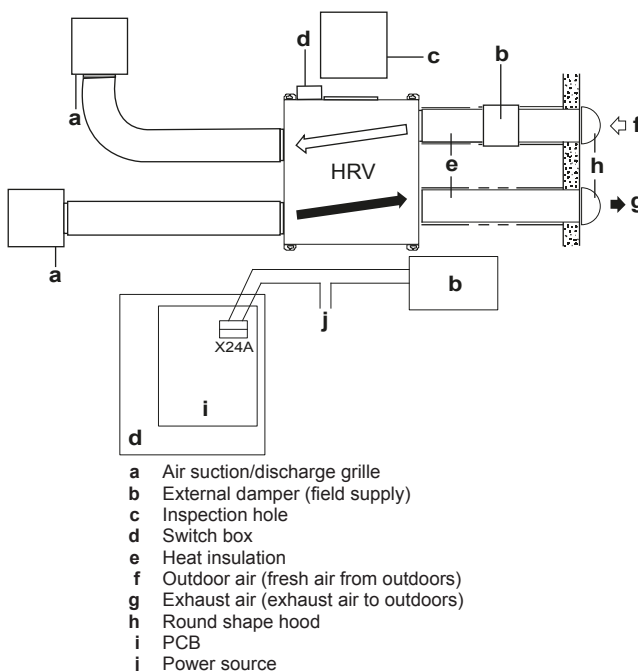 d
c
b
a
f
HRV
e
h
g
a
b
j
X24A
i
d
a Air suction/discharge grille
b External damper (field supply)
c Inspection hole
d Switch box
e Heat insulation
f Outdoor air (fresh air from outdoors)
g Exhaust air (exhaust air to outdoors)
h Round shape hood
i PCB
j Power source